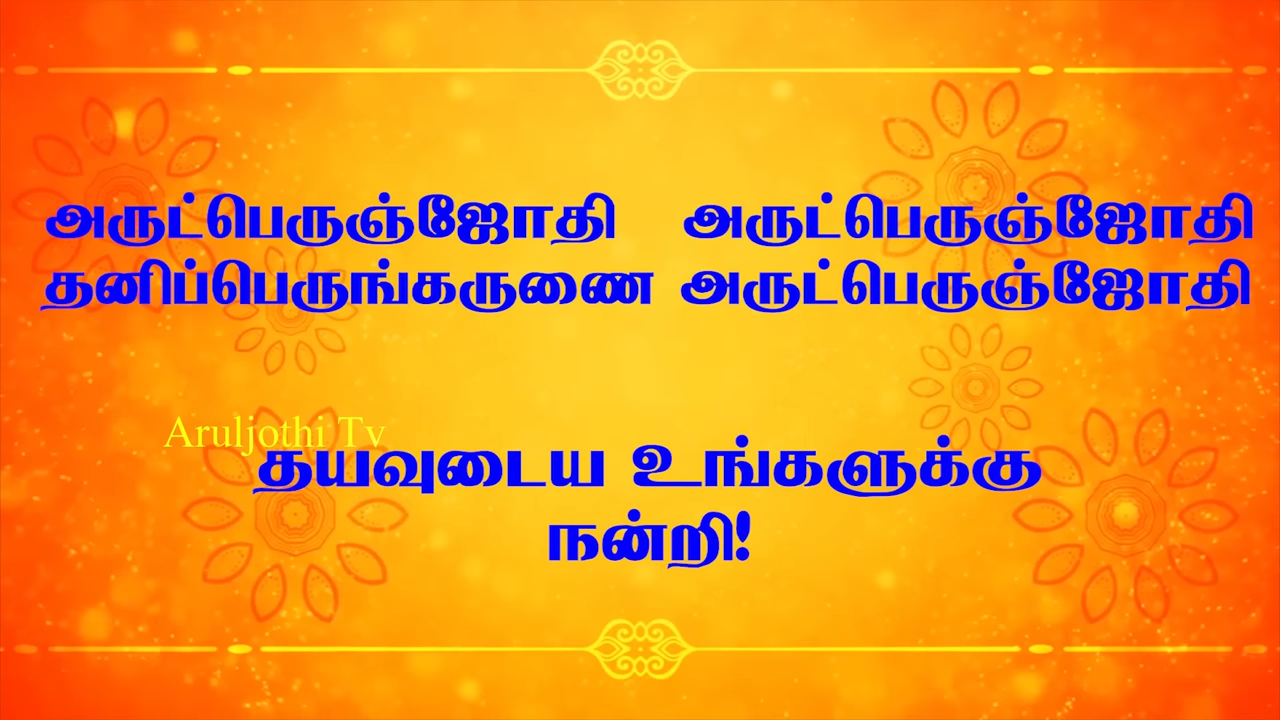 அருட்பெருஞ்ஜோதி அருட்பெருஞ்ஜோதி
தனிப்பெருங்கருணை அருட்பெருஞ்ஜோதி
Aruljothi Tv
தயவுடைய உங்களுக்கு
நன்றி!